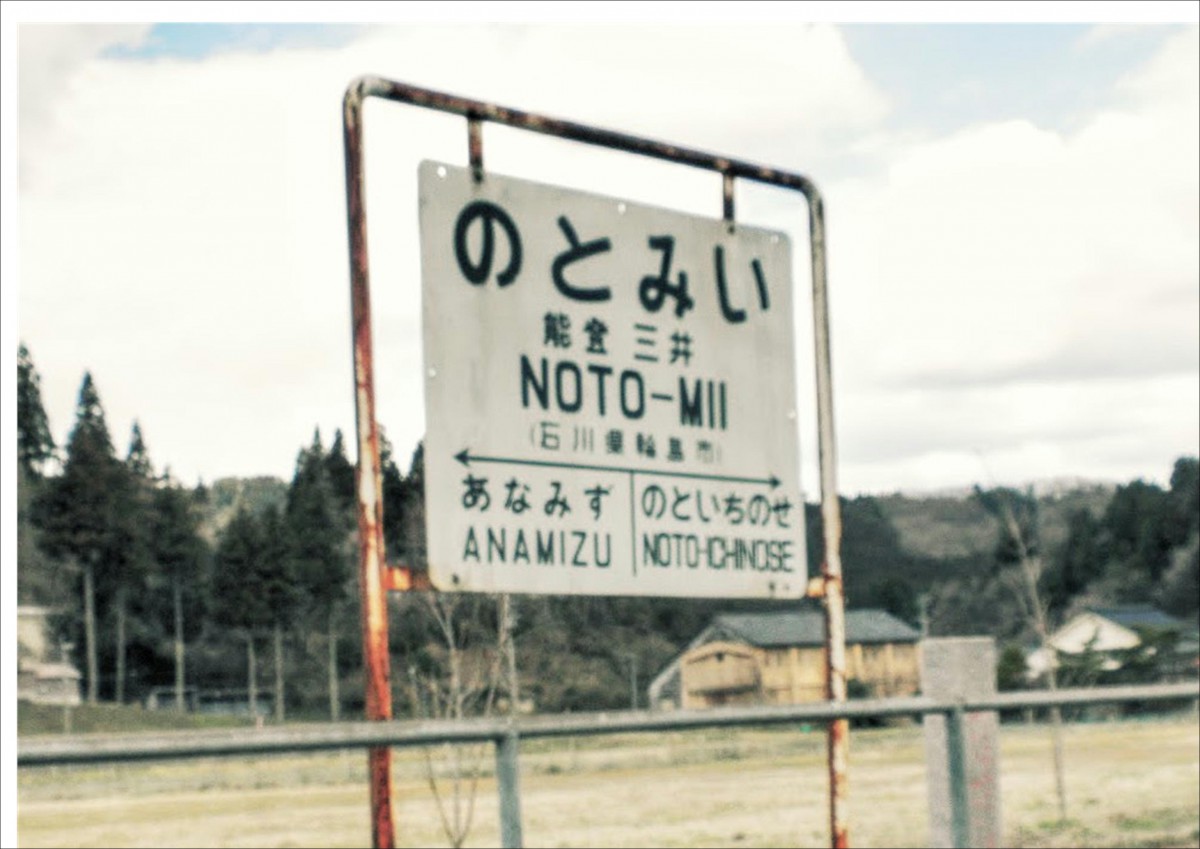 のとみい
能登三井
NOTO-MII
(石川県輪島市)
あなみず のといちのせ
ANAMIZU NOTO-ICHINOSE